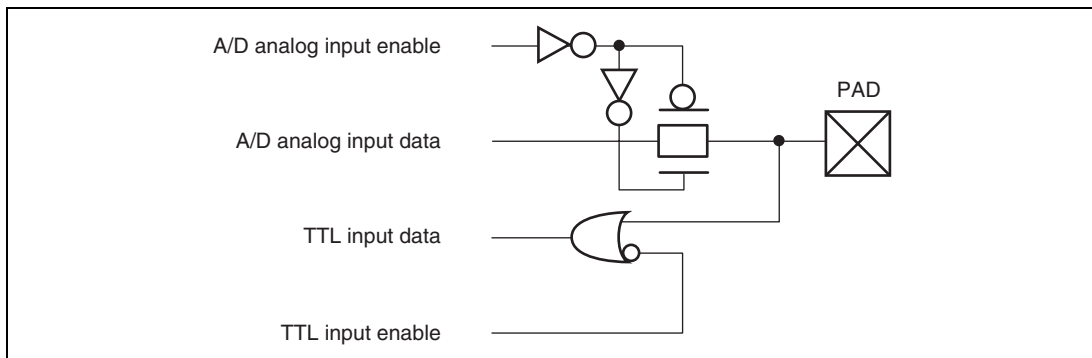 A/D analog input enable
PAD
A/D analog input data
TTL input data
TTL input enable